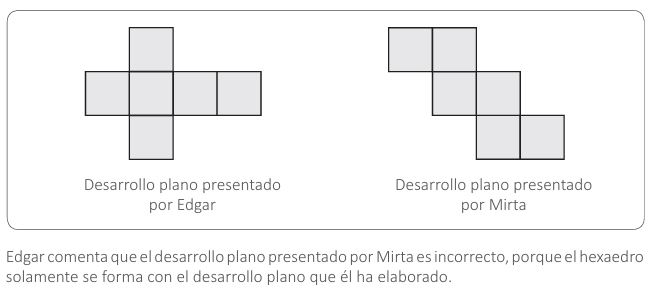 Desarrollo plano presentado
por Edgar
Desarrollo plano presentado
por Mirta
Edgar comenta que el desarrollo plano presentado por Mirta es incorrecto, porque el hexaedro
solamente se forma con el desarrollo plano que él ha elaborado.